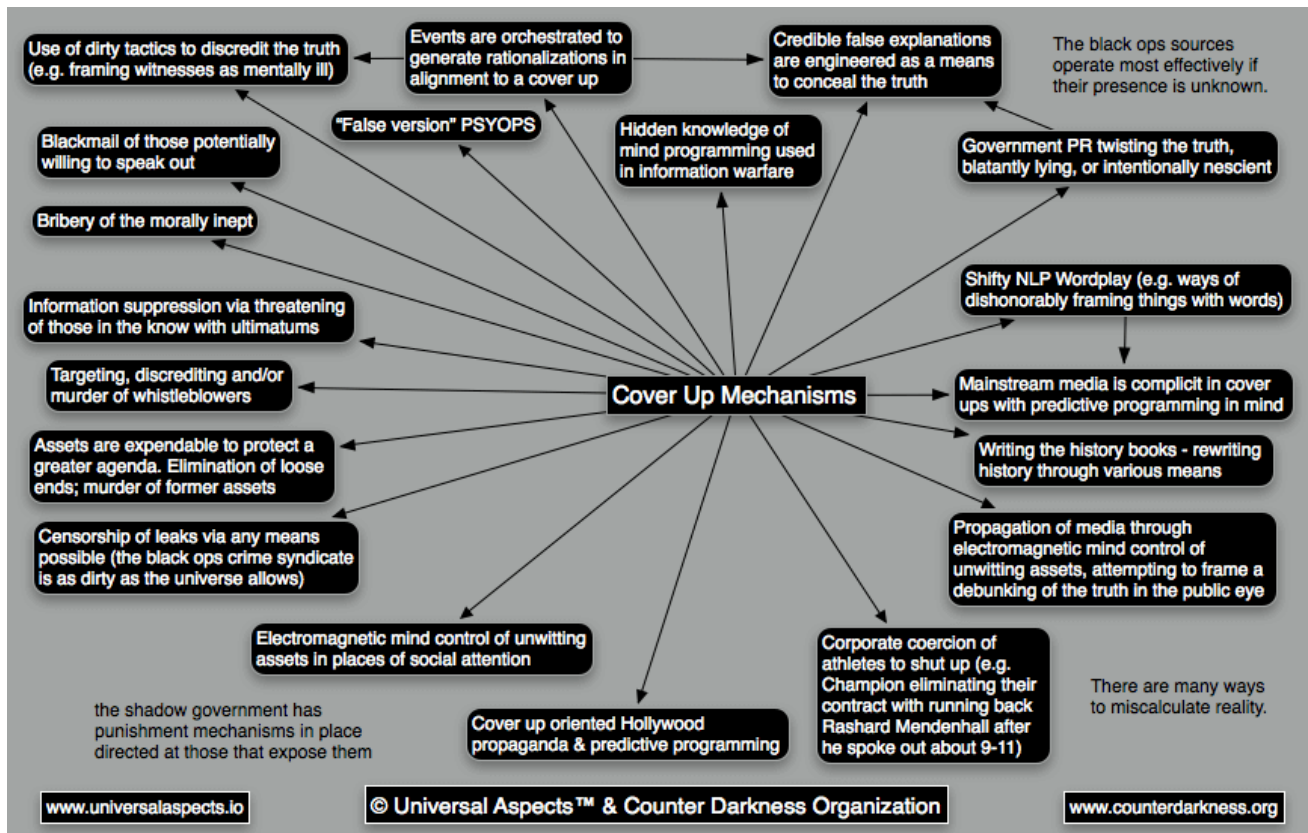 Use of dirty tactics to discredit the truth
(e.g. framing witnesses as mentally ill)
Events are orchestrated to
generate rationalizations in
alignment to a cover up
Credible false explanations
are engineered as a means
to conceal the truth
The black ops sources
operate most effectively if
their presence is unknown.
“False version” PSYOPS
Hidden knowledge of
mind programming used
in information warfare
Blackmail of those potentially
willing to speak out
Government PR twisting the truth,
blatantly lying, or intentionally nescient
Bribery of the morally inept
Shifty NLP Wordplay (e.g. ways of
dishonorably framing things with words)
Information suppression via threatening
of those in the know with ultimatums
Targeting, discrediting and/or
murder of whistleblowers
Cover Up Mechanisms
Mainstream media is complicit in cover
ups with predictive programming in mind
Assets are expendable to protect a
greater agenda. Elimination of loose
ends; murder of former assets
Writing the history books - rewriting
history through various means
Censorship of leaks via any means
possible (the black ops crime syndicate
is as dirty as the universe allows)
Propagation of media through
electromagnetic mind control of
unwitting assets, attempting to frame a
debunking of the truth in the public eye
Electromagnetic mind control of unwitting
assets in places of social attention
Corporate coercion of
athletes to shut up (e.g.
Champion eliminating their
contract with running back
Rashard Mendenhall after
he spoke out about 9-11)
There are many ways
to miscalculate reality.
the shadow government has
punishment mechanisms in place
directed at those that expose them
Cover up oriented Hollywood
propaganda & predictive programming
www.universalaspects.io
© Universal Aspects™ & Counter Darkness Organization
www.counterdarkness.org